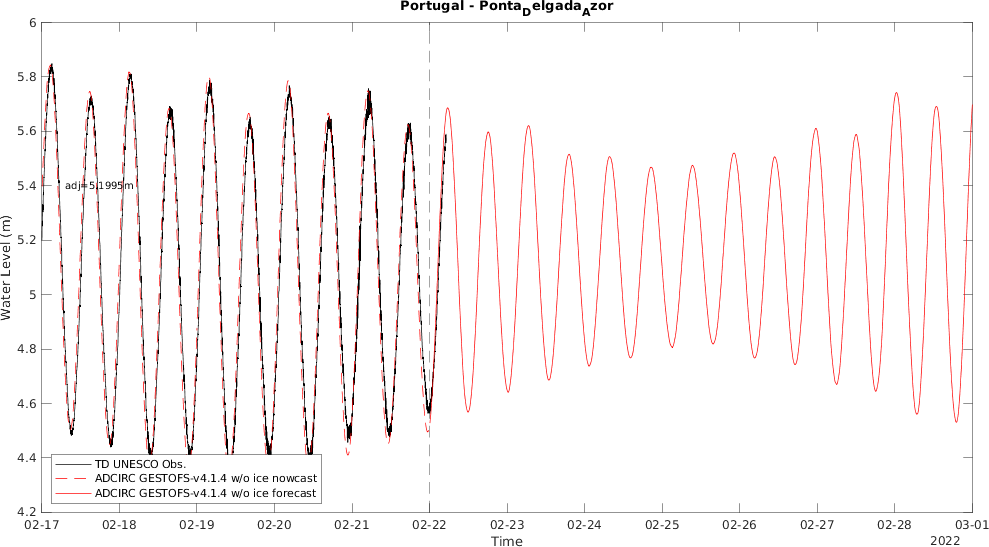 Portugal - PontaDelgadaAzor
6
5.8
5.6
5.4
5.2
5
4.8
4.6
4.4
4.2
Water Level (m)
adj=5.1995m
TD UNESCO Obs.
ADCIRC GESTOFS-v4.1.4 w/o ice nowcast
ADCIRC GESTOFS-v4.1.4 w/o ice forecast
02-17 02-18 02-19 02-20 02-21 02-22 02-23 02-24 02-25 02-26 02-27 02-28 03-01
Time
2022